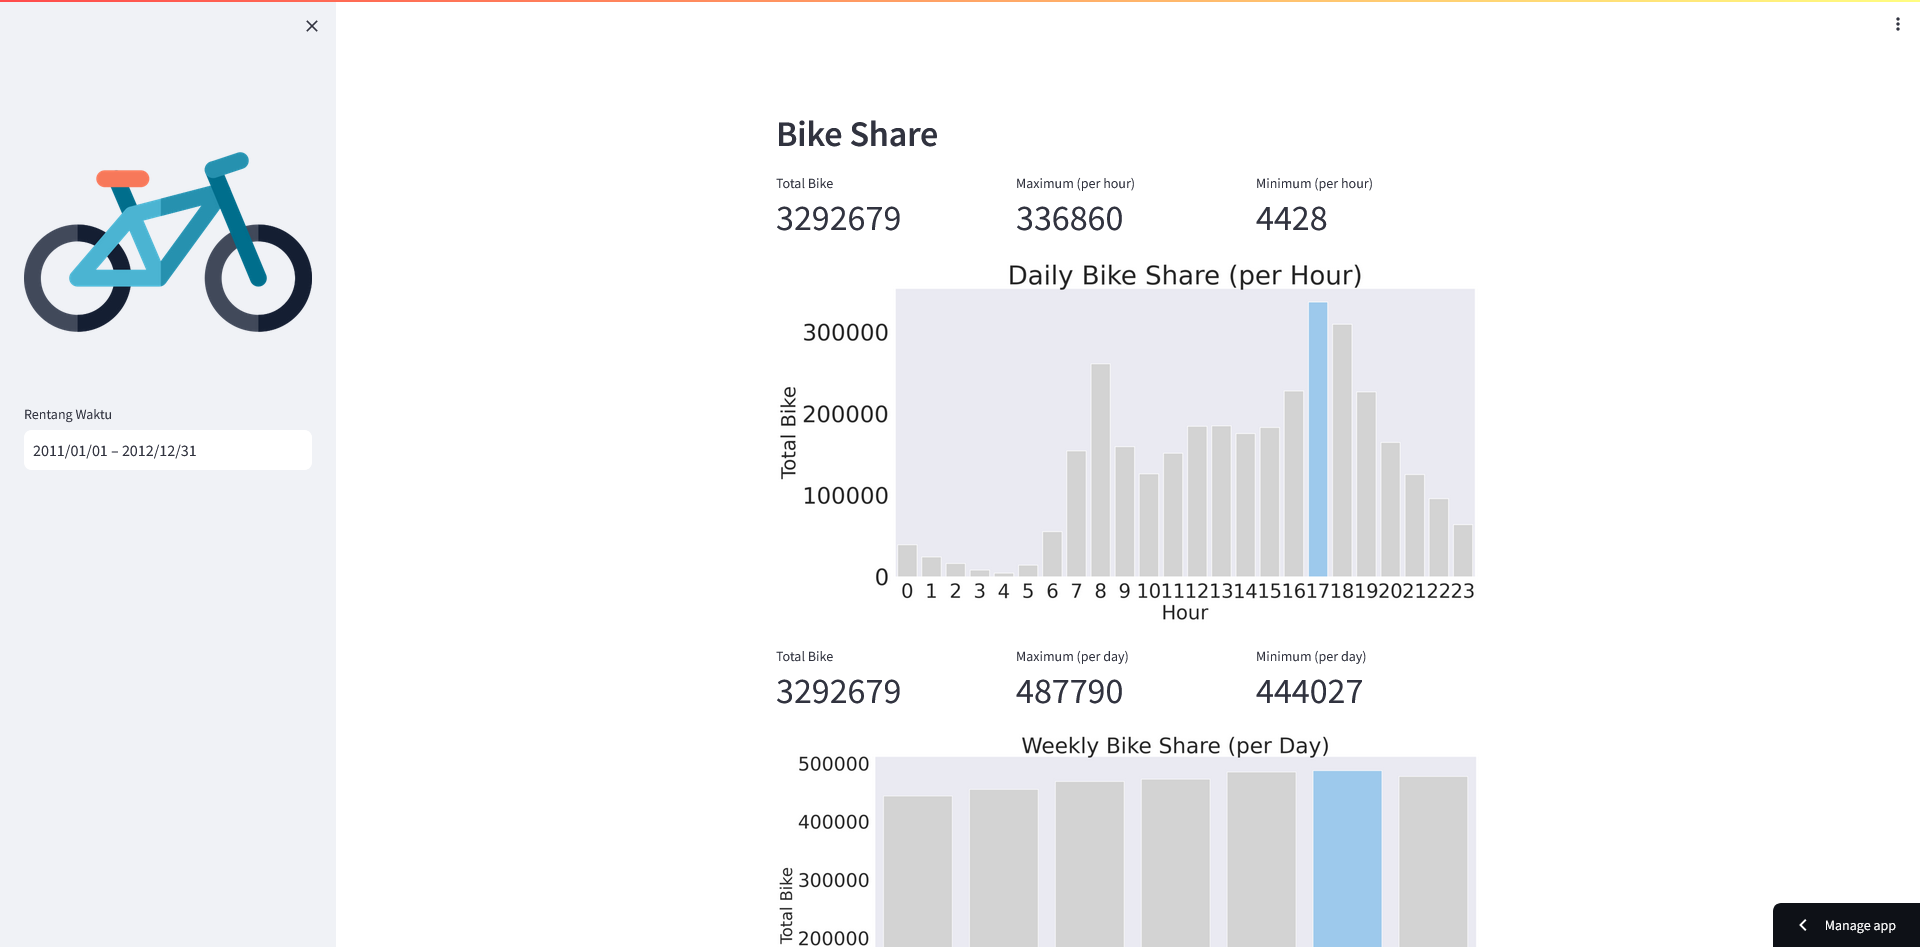 Rentang Waktu
2011/01/01 – 2012/12/31
Bike Share
Total Bike
3292679
Maximum (per hour)
336860
Minimum (per hour)
4428
Daily Bike Share (per Hour)
Total Bike
300000
200000
100000
0
0 1 2 3 4 5 6 7 8 9 10 11 12 13 14 15 16 17 18 19 20 21 22 23
Hour
Total Bike
3292679
Maximum (per day)
487790
Minimum (per day)
444027
Weekly Bike Share (per Day)
Total Bike
500000
400000
300000
200000
Manage app